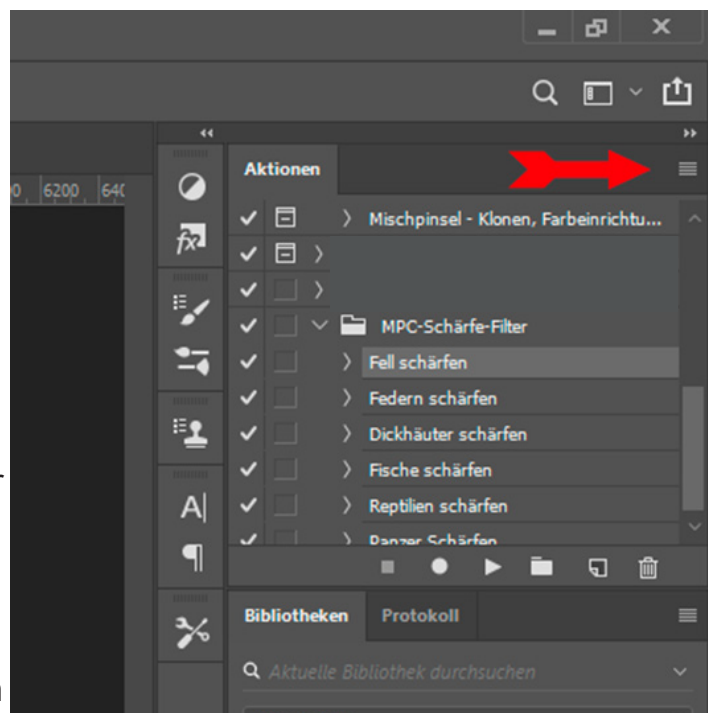 6200
Aktionen
Mischpinsel - Klonen, Farbeinrichtu...
MPC-Schärfe-Filter
Fell schärfen
Federn schärfen
Dickhäuter schärfen
Fische schärfen
Reptilien schärfen
Panzer Schärfen
Bibliotheken Protokoll
Aktuelle Bibliothek durchsuchen